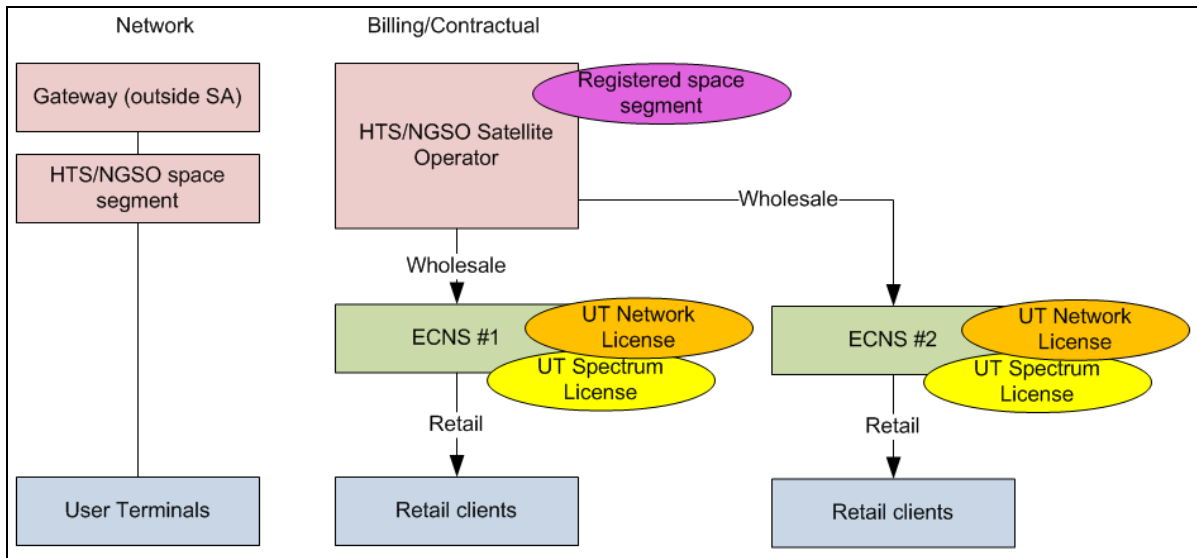 Network
Billing/Contractual
Gateway (outside SA)
HTS/NGSO space
segment
User Terminals
HTS/NGSO Satellite
Operator
Registered space
segment
Wholesale
Wholesale
ECNS #1
UT Network
License
UT Spectrum
License
Retail
Retail clients
ECNS #2
UT Network
License
UT Spectrum
License
Retail
Retail clients